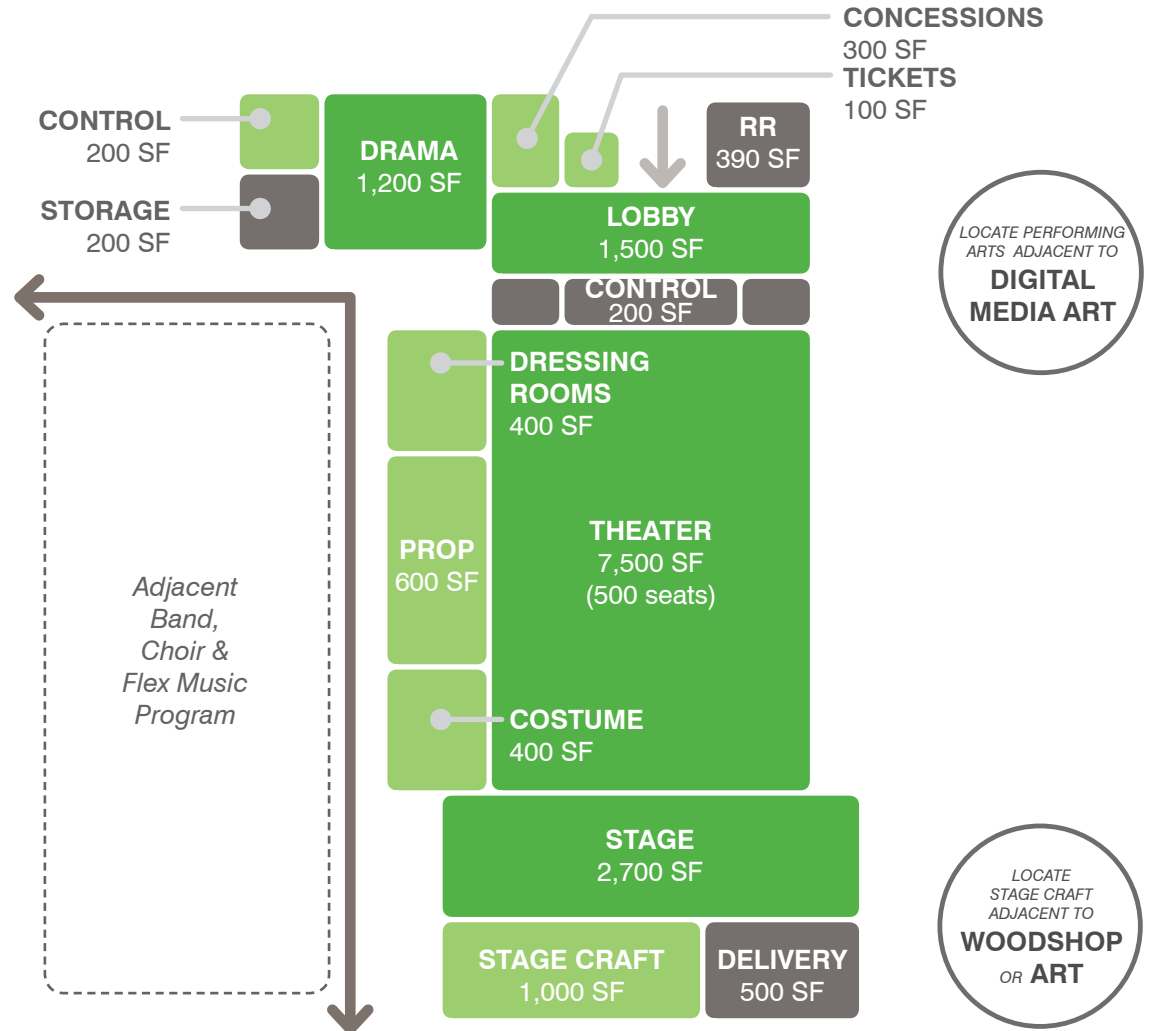 CONCESSIONS
300 SF
TICKETS
100 SF
CONTROL
200 SF
STORAGE
200 SF
DRAMA
1,200 SF
RR
390 SF
LOBBY
1,500 SF
CONTROL
200 SF
LOCATE PERFORMING
ARTS ADJACENT TO
DIGITAL
MEDIA ART
DRESSING
ROOMS
400 SF
THEATER
7,500 SF
(500 seats)
PROP
600 SF
COSTUME
400 SF
Adjacent
Band,
Choir &
Flex Music
Program
STAGE
2,700 SF
STAGE CRAFT
1,000 SF
DELIVERY
500 SF
LOCATE
STAGE CRAFT
ADJACENT TO
WOODSHOP
OR ART